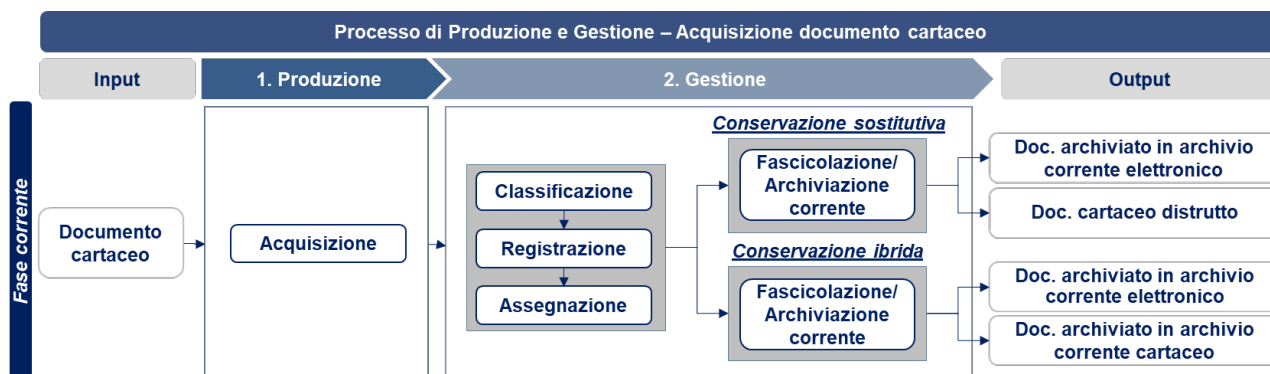 Processo di Produzione e Gestione – Acquisizione documento cartaceo
Input
1. Produzione
2. Gestione
Output
Fase corrente
Documento
cartaceo
Acquisizione
Classificazione
Registrazione
Assegnazione
Conservazione sostitutiva
Fascicolazione/
Archiviazione
corrente
Conservazione ibrida
Fascicolazione/
Archiviazione
corrente
Doc. archiviato in archivio
corrente elettronico
Doc. cartaceo distrutto
Doc. archiviato in archivio
corrente elettronico
Doc. archiviato in archivio
corrente cartaceo